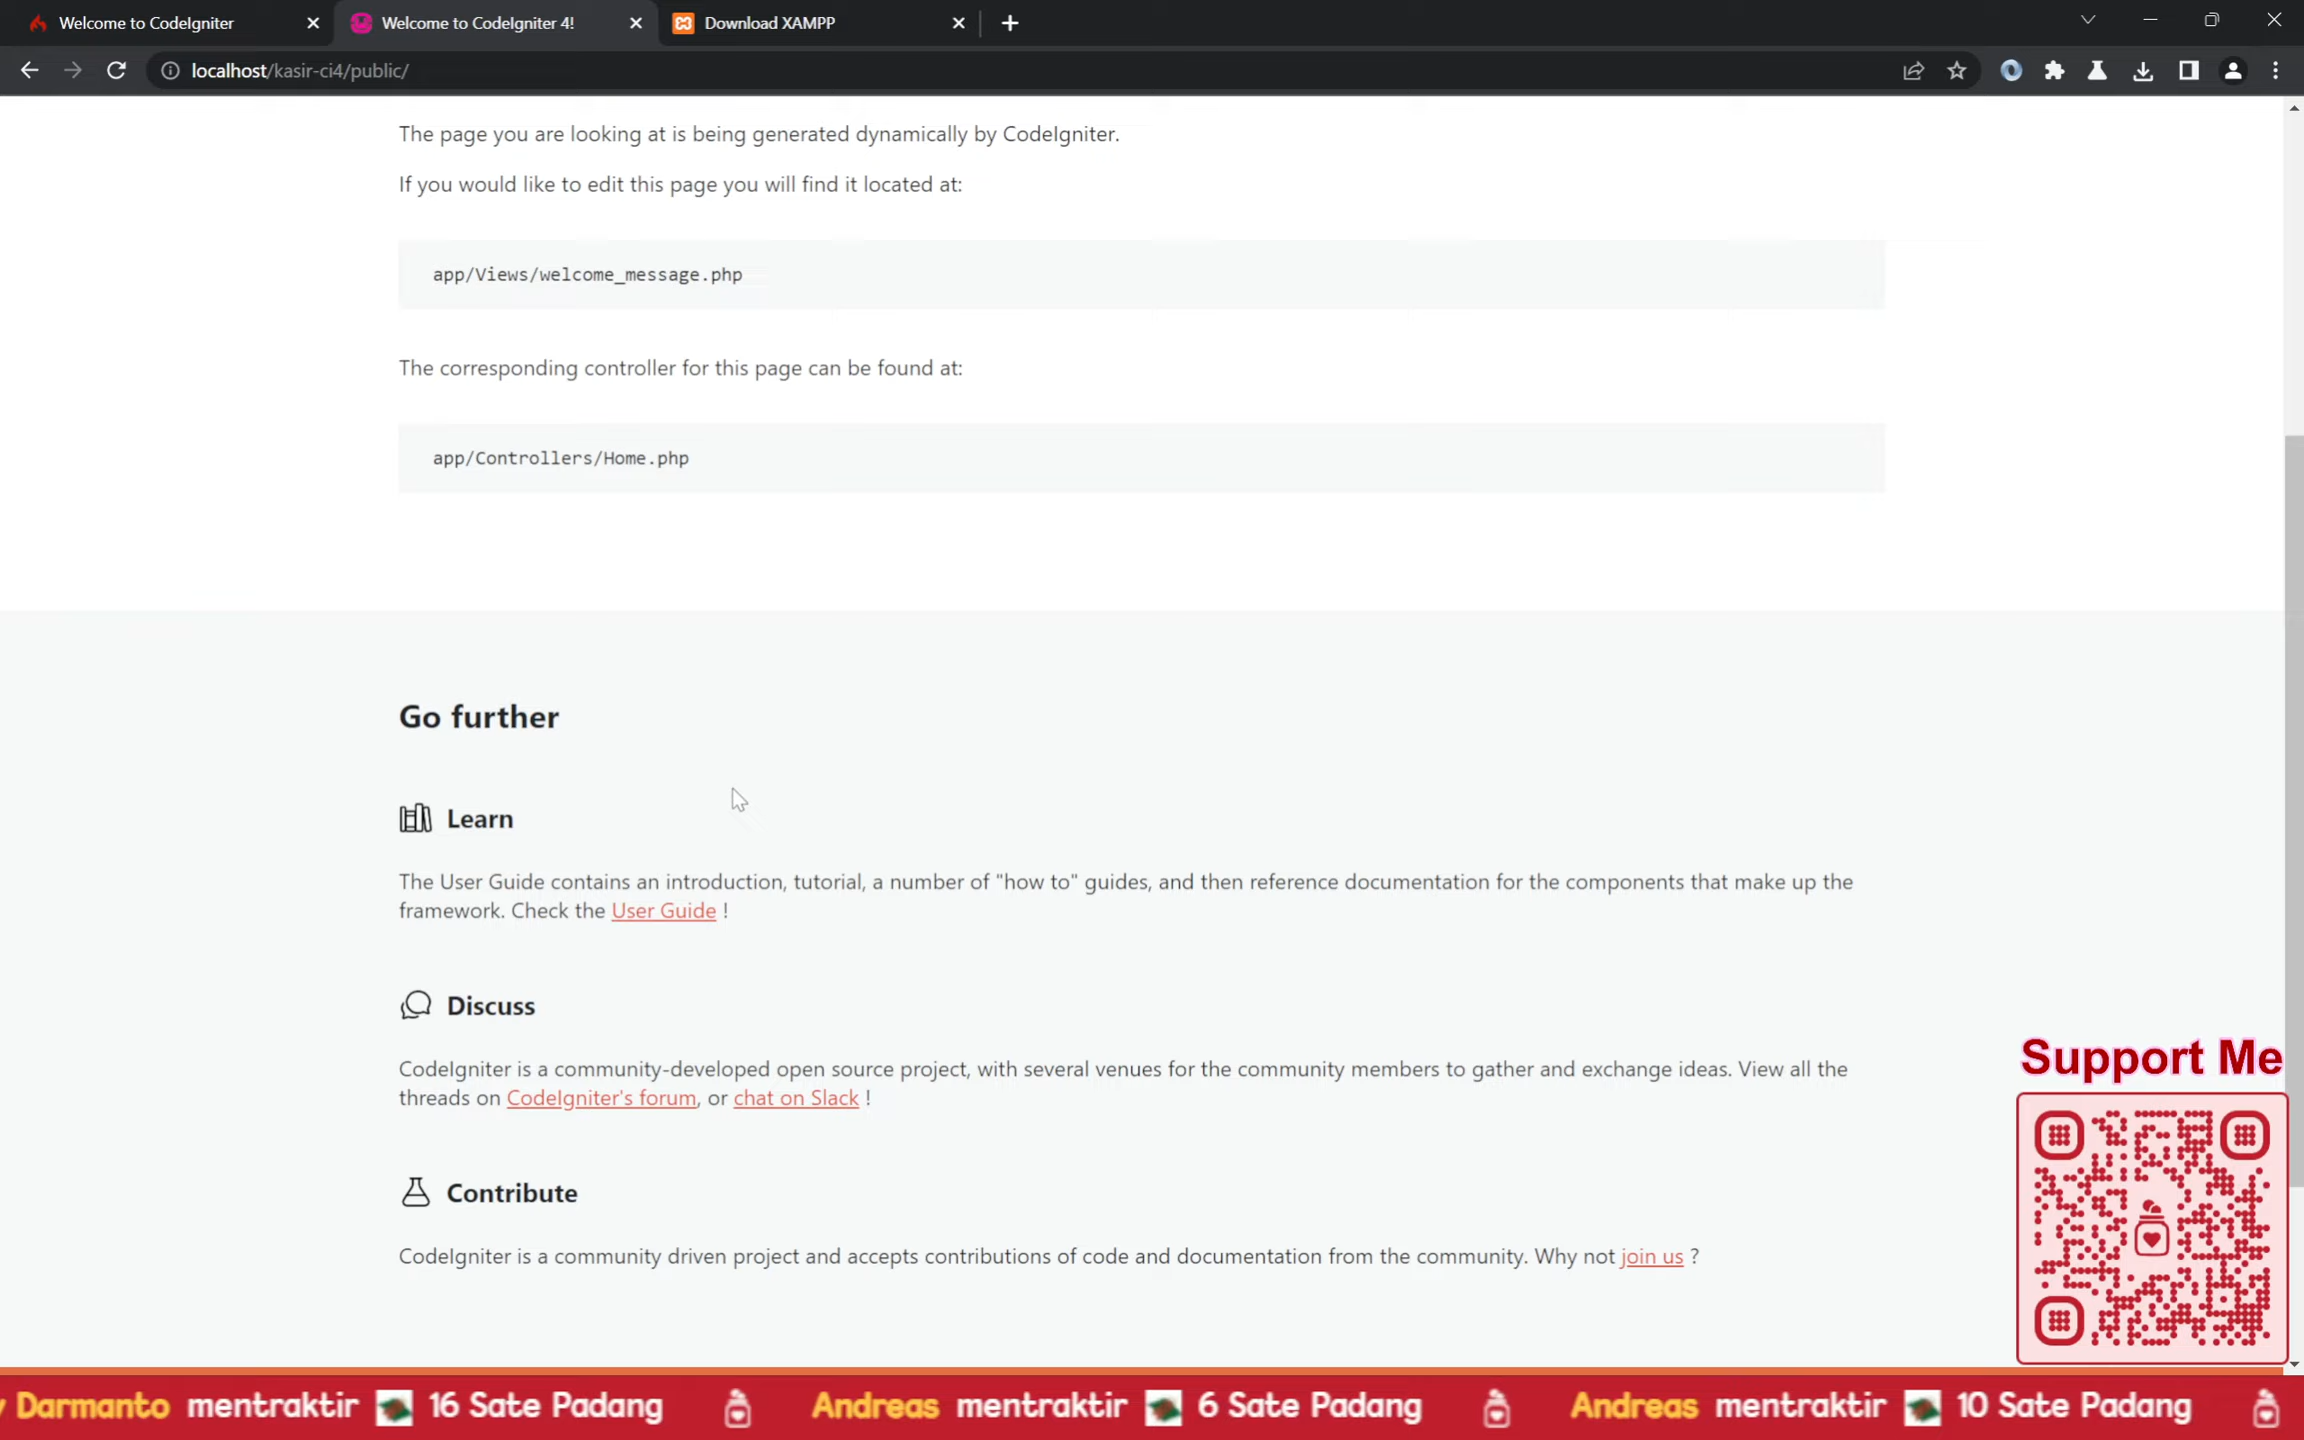 Welcome to CodeIgniter
Welcome to CodeIgniter 4!
Download XAMPP
localhost/kasir-ci4/public/
The page you are looking at is being generated dynamically by CodeIgniter.
If you would like to edit this page you will find it located at:
app/Views/welcome_message.php
The corresponding controller for this page can be found at:
app/Controllers/Home.php
Go further
Learn
The User Guide contains an introduction, tutorial, a number of "how to" guides, and then reference documentation for the components that make up the
framework. Check the User Guide !
Discuss
CodeIgniter is a community-developed open source project, with several venues for the community members to gather and exchange ideas. View all the
threads on CodeIgniter's forum, or chat on Slack !
Contribute
CodeIgniter is a community driven project and accepts contributions of code and documentation from the community. Why not join us ?
Support Me
Darmanto mentraktir 16 Sate Padang Andreas mentraktir 6 Sate Padang Andreas mentraktir 10 Sate Padang